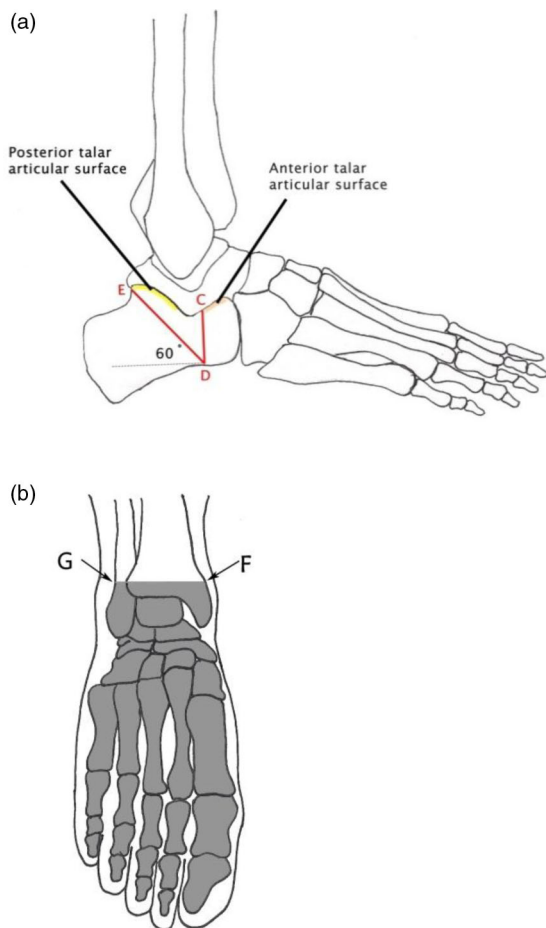 (a)
Posterior talar
articular surface
Anterior talar
articular surface
E
C
60°
D
(b)
G
F